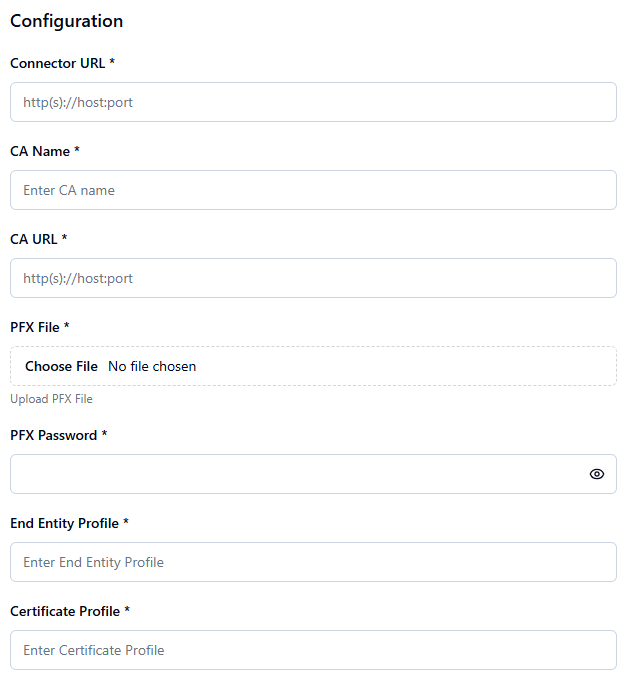 Configuration
Connector URL *
http(s)://host:port
CA Name *
Enter CA name
CA URL *
http(s)://host:port
PFX File *
Choose File No file chosen
Upload PFX File
PFX Password *
End Entity Profile *
Enter End Entity Profile
Certificate Profile *
Enter Certificate Profile